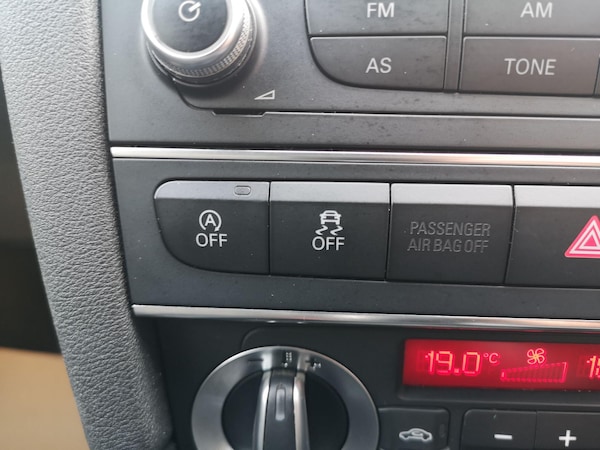 FM
AM
AS
TONE
A
OFF
OFF
PASSENGER
AIR BAG OFF
19.0 °C
- +